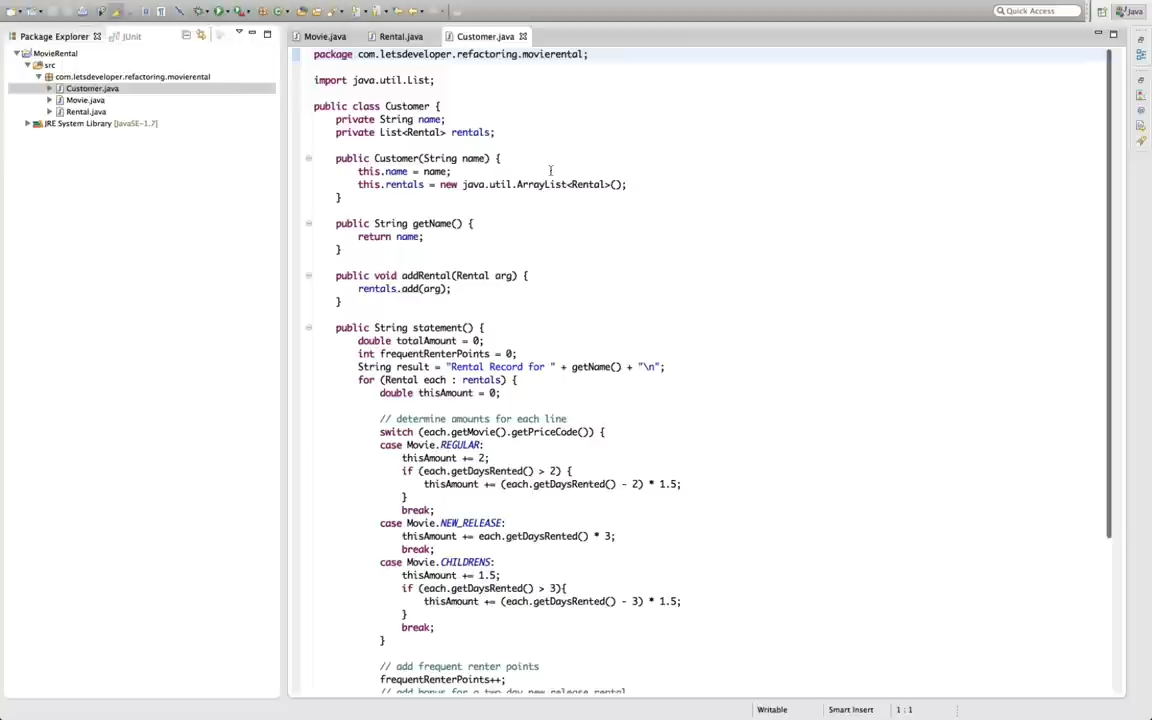 Quick Access
Java
Package Explorer
JUnit
MovieRental
src
com.letsdeveloper.refactoring.movierental
Customer.java
Movie.java
Rental.java
JRE System Library [JavaSE-1.7]
Movie.java
Rental.java
Customer.java
package com.letsdeveloper.refactoring.movierental;
import java.util.List;
public class Customer {
private String name;
private List<Rental> rentals;
public Customer(String name) {
this.name = name;
this.rentals = new java.util.ArrayList<Rental>();
}
public String getName() {
return name;
}
public void addRental(Rental arg) {
rentals.add(arg);
}
public String statement() {
double totalAmount = 0;
int frequentRenterPoints = 0;
String result = "Rental Record for " + getName() + "\n";
for (Rental each : rentals) {
double thisAmount = 0;
// determine amounts for each line
switch (each.getMovie().getPriceCode()) {
case Movie.REGULAR:
thisAmount += 2;
if (each.getDaysRented() > 2) {
thisAmount += (each.getDaysRented() - 2) * 1.5;
}
break;
case Movie.NEW_RELEASE:
thisAmount += each.getDaysRented() * 3;
break;
case Movie.CHILDRENS:
thisAmount += 1.5;
if (each.getDaysRented() > 3){
thisAmount += (each.getDaysRented() - 3) * 1.5;
}
break;
}
// add frequent renter points
frequentRenterPoints++;
// add bonus for a two day new release rental
Writable
Smart Insert
1 : 1